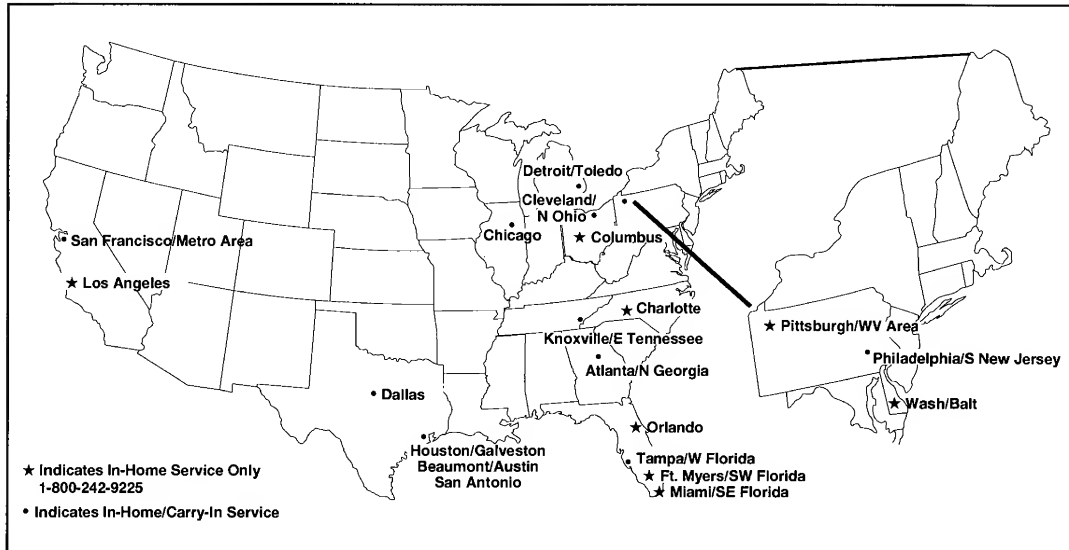 Detroit/Toledo
Cleveland/
N Ohio
Chicago
★ Columbus
• San Francisco/Metro Area
★ Los Angeles
★ Charlotte
Knoxville/E Tennessee
Atlanta/N Georgia
★ Pittsburgh/WV Area
• Philadelphia/S New Jersey
★ Wash/Balt
• Dallas
★ Orlando
Houston/Galveston
Beaumont/Austin
San Antonio
• Tampa/W Florida
★ Ft. Myers/SW Florida
★ Miami/SE Florida
★ Indicates In-Home Service Only
1-800-242-9225
• Indicates In-Home/Carry-In Service